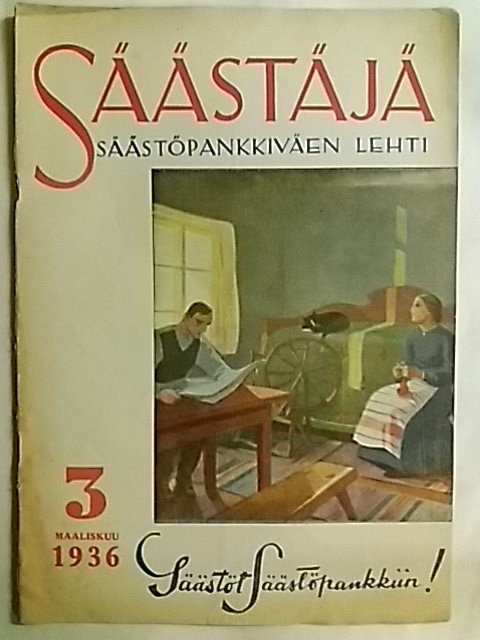 SÄÄSTÄJÄ
SÄÄSTÖPANKKIVÄEN LEHTI
3
MAALISKUU
1936
Säästöt Säästöpankkiin!